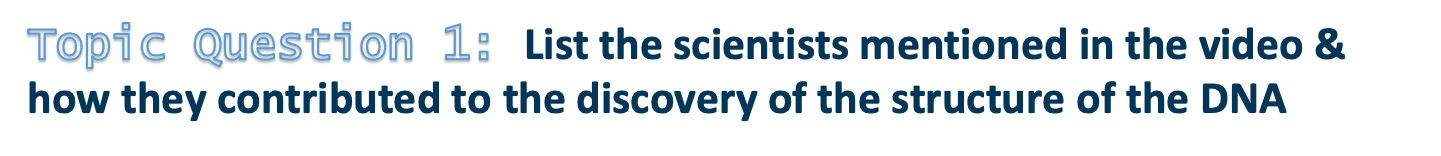 Topic Question 1: List the scientists mentioned in the video &
how they contributed to the discovery of the structure of the DNA